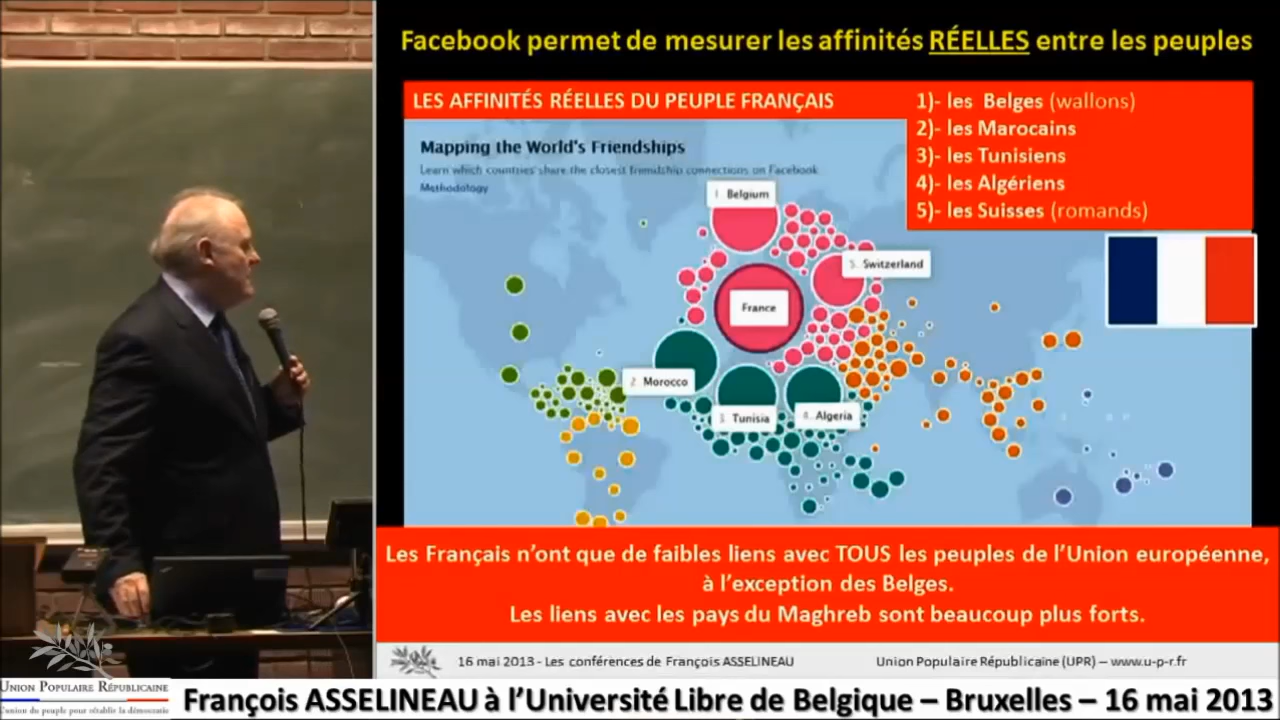 Facebook permet de mesurer les affinités RÉELLES entre les peuples
LES AFFINITÉS RÉELLES DU PEUPLE FRANÇAIS
1)- les Belges (wallons)
2)- les Marocains
3)- les Tunisiens
4)- les Algériens
5)- les Suisses (romands)
Mapping the World's Friendships
Learn which countries share the closest friendship connections on Facebook
Methodology
1. Belgium
5. Switzerland
France
2. Morocco
3. Tunisia
4. Algeria
Les Français n'ont que de faibles liens avec TOUS les peuples de l'Union européenne,
à l'exception des Belges.
Les liens avec les pays du Maghreb sont beaucoup plus forts.
16 mai 2013 - Les conférences de François ASSELINEAU
Union Populaire Républicaine (UPR) – www.u-p-r.fr
UNION POPULAIRE RÉPUBLICAINE
L'union du peuple pour rétablir la démocratie
François ASSELINEAU à l'Université Libre de Belgique – Bruxelles – 16 mai 2013